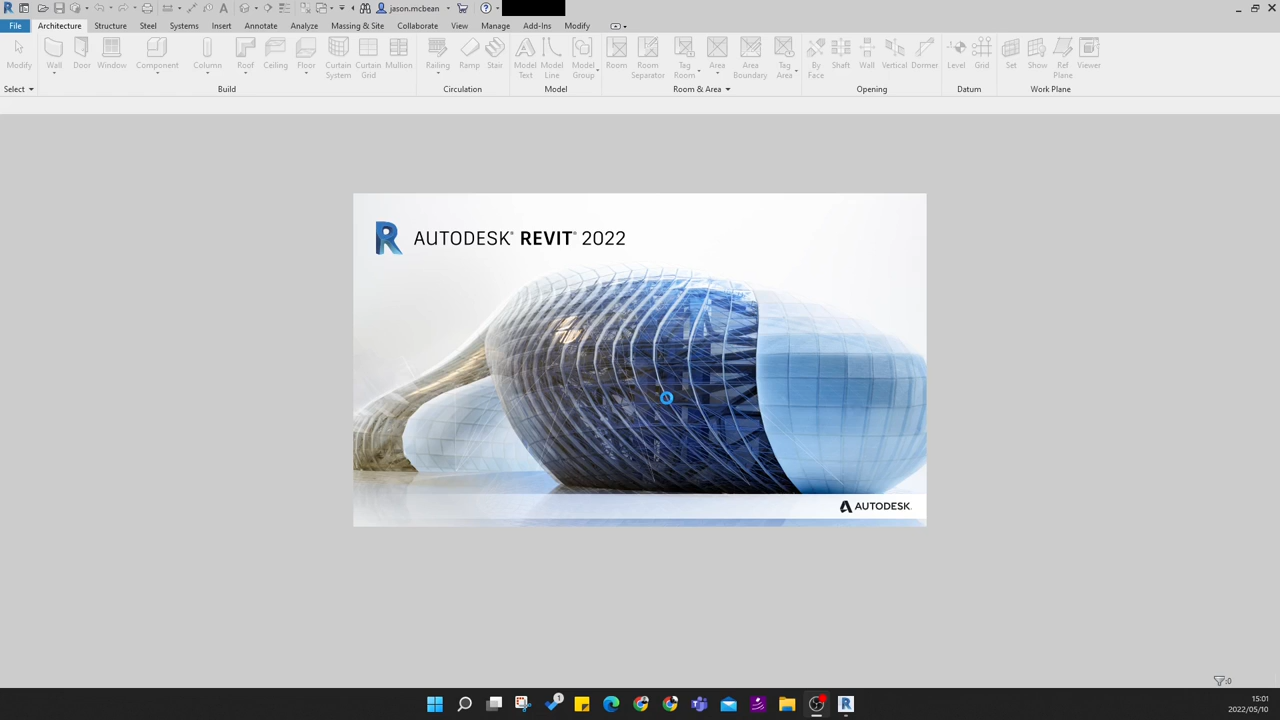 jason.mcbean
File Architecture Structure Steel Systems Insert Annotate Analyze Massing & Site Collaborate View Manage Add-Ins Modify
Modify Wall Door Window Component Column Roof Ceiling Floor Curtain System Curtain Grid Mullion Railing Ramp Stair Model Text Model Line Model Group Room Room Separator Tag Room Area Area Boundary Tag Area By Face Shaft Wall Vertical Dormer Level Grid Set Show Ref Plane Viewer
Select Build Circulation Model Room & Area Opening Datum Work Plane
AUTODESK® REVIT® 2022
AUTODESK.
:0
1
15:01
2022/05/10